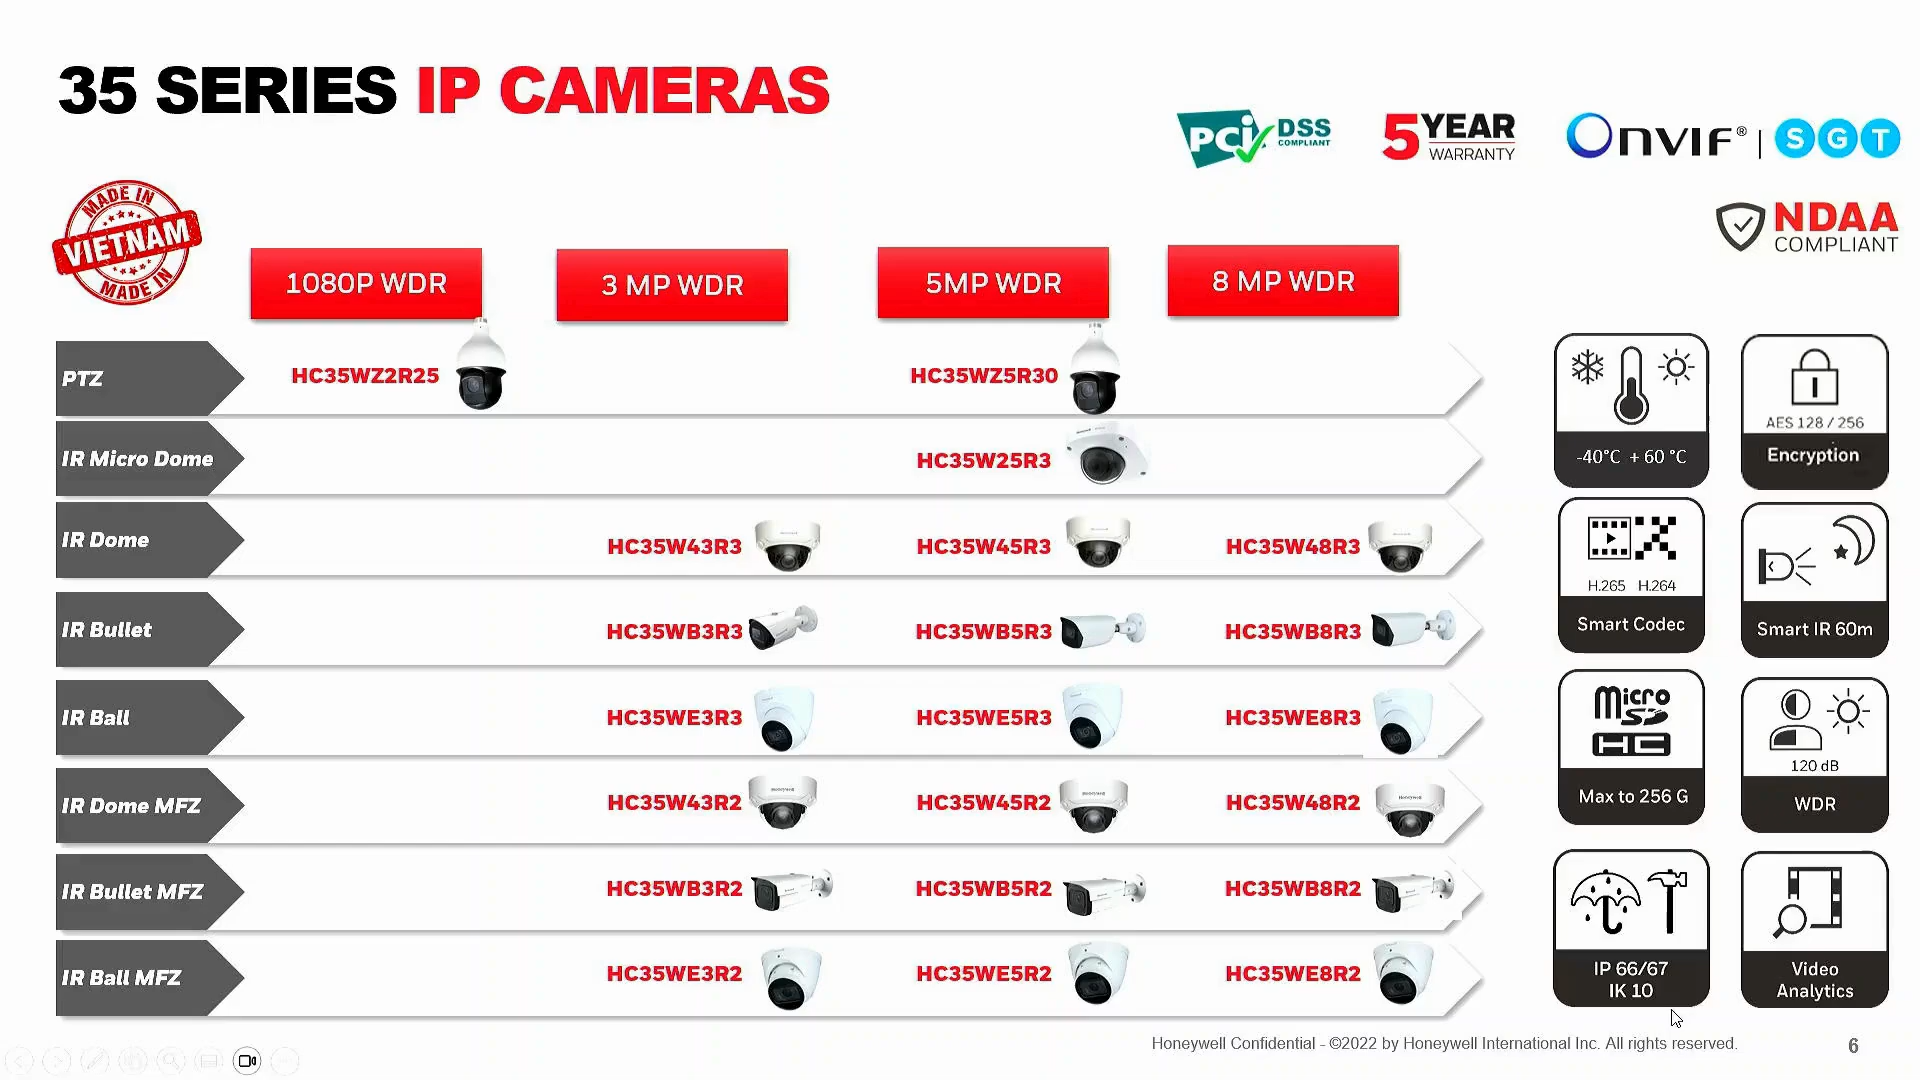 35 SERIES IP CAMERAS
PCi DSS COMPLIANT
5 YEAR WARRANTY
ONVIF® | S G T
NDAA COMPLIANT
MADE IN
VIETNAM
MADE IN
1080P WDR
3 MP WDR
5MP WDR
8 MP WDR
PTZ
HC35WZ2R25
HC35WZ5R30
IR Micro Dome
HC35W25R3
IR Dome
HC35W43R3
HC35W45R3
HC35W48R3
IR Bullet
HC35WB3R3
HC35WB5R3
HC35WB8R3
IR Ball
HC35WE3R3
HC35WE5R3
HC35WE8R3
IR Dome MFZ
HC35W43R2
HC35W45R2
HC35W48R2
IR Bullet MFZ
HC35WB3R2
HC35WB5R2
HC35WB8R2
IR Ball MFZ
HC35WE3R2
HC35WE5R2
HC35WE8R2
-40°C + 60 °C
AES 128 / 256
Encryption
H.265 H.264
Smart Codec
Smart IR 60m
Micro
SD
HC
Max to 256 G
120 dB
WDR
IP 66/67
IK 10
Video
Analytics
Honeywell Confidential - ©2022 by Honeywell International Inc. All rights reserved.
6